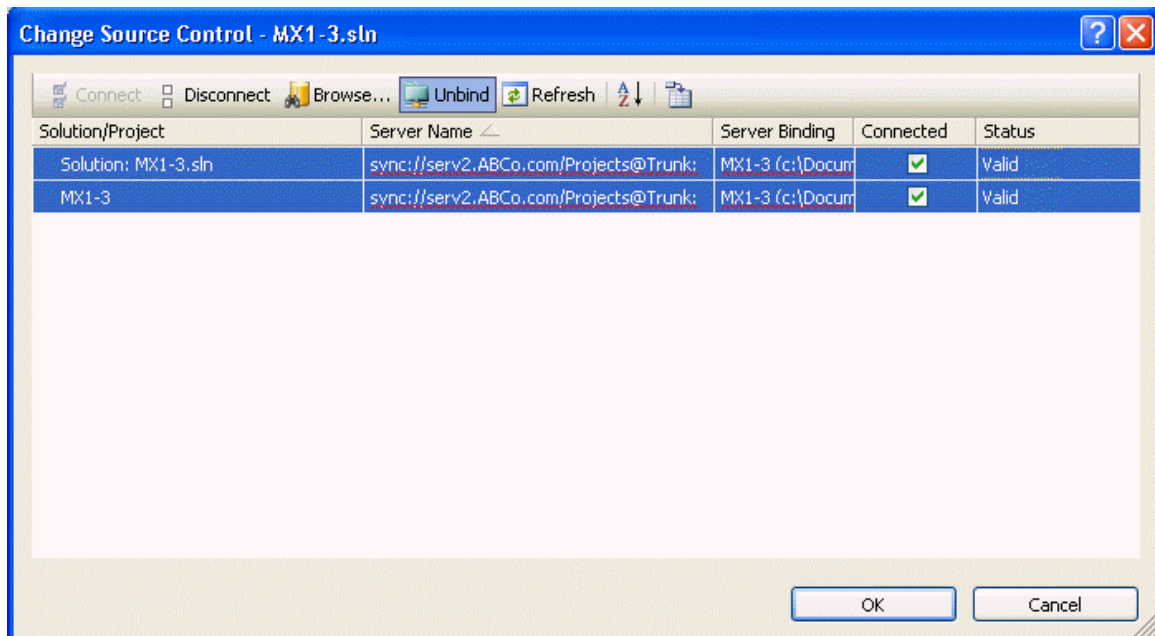 Change Source Control - MX1-3.sln
Connect Disconnect Browse... Unbind Refresh A Z
Solution/Project Server Name Server Binding Connected Status
Solution: MX1-3.sln sync://serv2.ABCo.com/Projects@Trunk: MX1-3 (c:\Docum Valid
MX1-3 sync://serv2.ABCo.com/Projects@Trunk: MX1-3 (c:\Docum Valid
OK Cancel